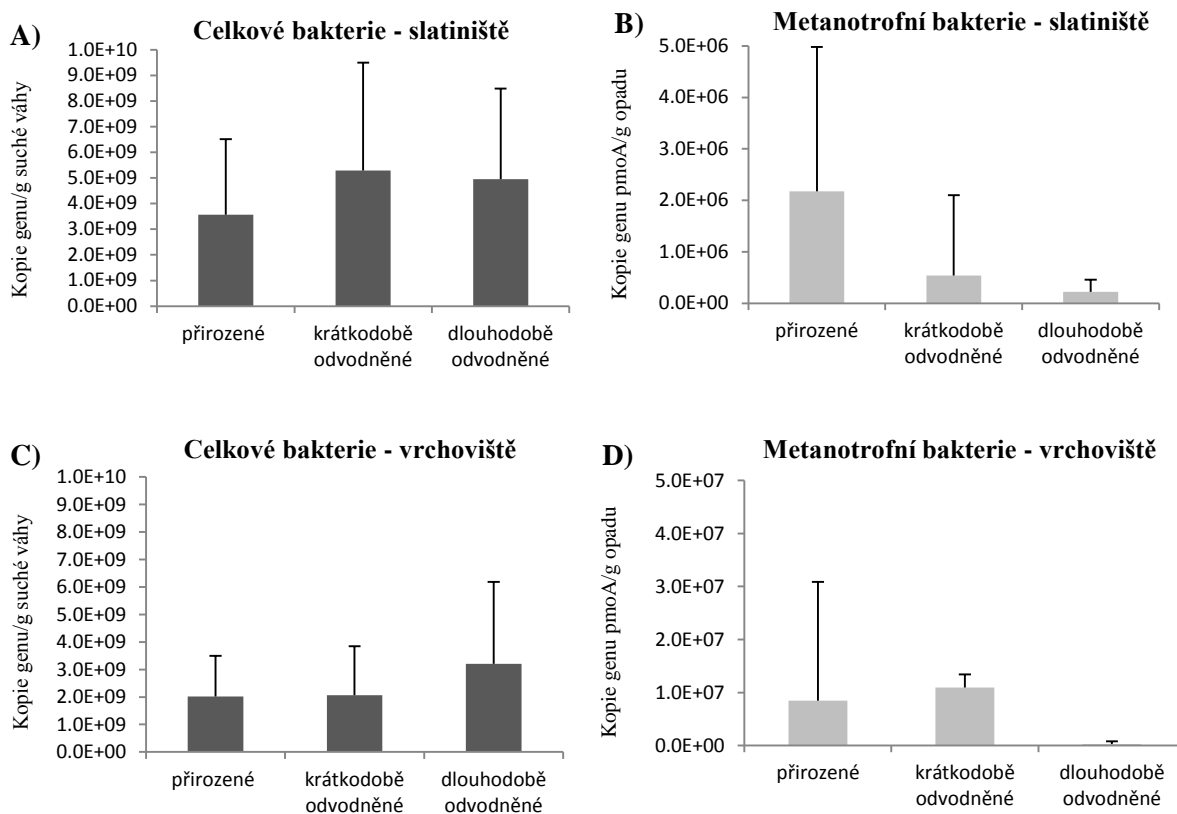 A)
Celkové bakterie - slatiniště
Kopie genu/g suché váhy
1.0E+10
9.0E+09
8.0E+09
7.0E+09
6.0E+09
5.0E+09
4.0E+09
3.0E+09
2.0E+09
1.0E+09
0.0E+00
přirozené
krátkodobě
odvodněné
dlouhodobě
odvodněné
B)
Metanotrofní bakterie - slatiniště
Kopie genu pmoA/g opadu
5.0E+06
4.0E+06
3.0E+06
2.0E+06
1.0E+06
0.0E+00
přirozené
krátkodobě
odvodněné
dlouhodobě
odvodněné
C)
Celkové bakterie - vrchoviště
Kopie genu/g suché váhy
1.0E+10
9.0E+09
8.0E+09
7.0E+09
6.0E+09
5.0E+09
4.0E+09
3.0E+09
2.0E+09
1.0E+09
0.0E+00
přirozené
krátkodobě
odvodněné
dlouhodobě
odvodněné
D)
Metanotrofní bakterie - vrchoviště
Kopie genu pmoA/g opadu
5.0E+07
4.0E+07
3.0E+07
2.0E+07
1.0E+07
0.0E+00
přirozené
krátkodobě
odvodněné
dlouhodobě
odvodněné